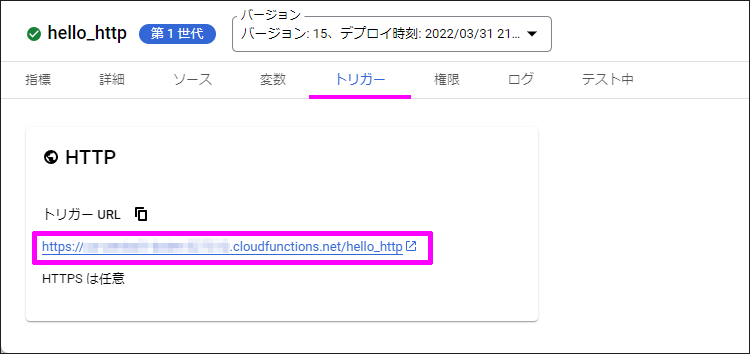 バージョン
hello_http 第 1 世代 バージョン: 15、デプロイ時刻: 2022/03/31 21...
指標 詳細 ソース 変数 トリガー 権限 ログ テスト中
HTTP
トリガー URL
https:// .cloudfunctions.net/hello_http
HTTPS は任意